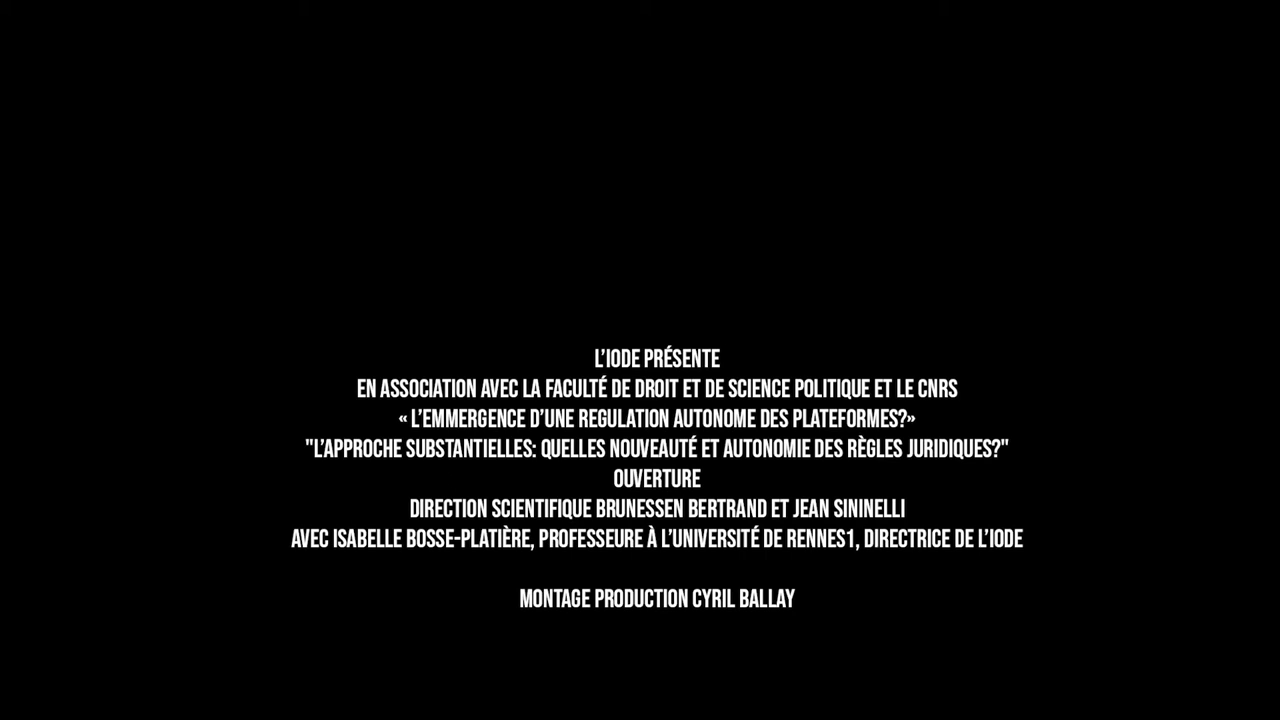 L'IODE PRÉSENTE
EN ASSOCIATION AVEC LA FACULTÉ DE DROIT ET DE SCIENCE POLITIQUE ET LE CNRS
« L'EMMERGENCE D'UNE REGULATION AUTONOME DES PLATEFORMES?»
"L'APPROCHE SUBSTANTIELLES: QUELLES NOUVEAUTÉ ET AUTONOMIE DES RÈGLES JURIDIQUES?"
OUVERTURE
DIRECTION SCIENTIFIQUE BRUNESSEN BERTRAND ET JEAN SININELLI
AVEC ISABELLE BOSSE-PLATIÈRE, PROFESSEURE À L'UNIVERSITÉ DE RENNES1, DIRECTRICE DE L'IODE
MONTAGE PRODUCTION CYRIL BALLAY